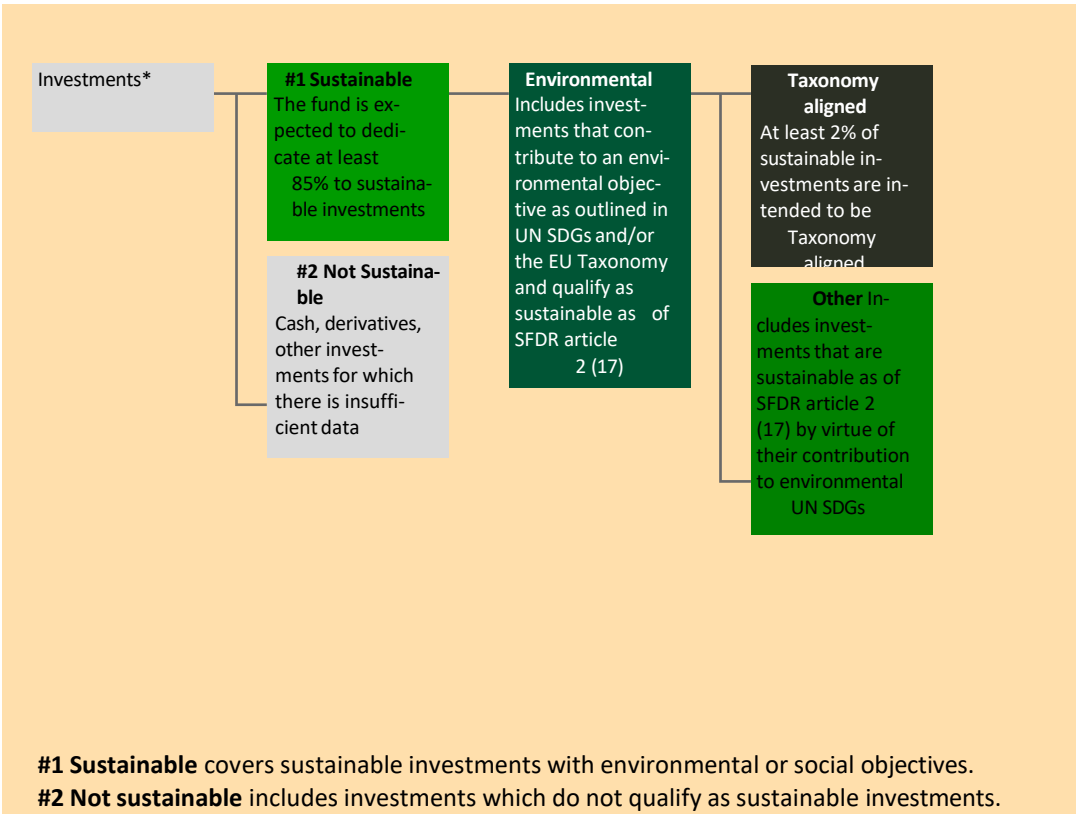 Investments*
#1 Sustainable
The fund is ex-
pected to dedi-
cate at least
85% to sustaina-
ble investments
#2 Not Sustaina-
ble
Cash, derivatives,
other invest-
ments for which
there is insuffi-
cient data
Environmental
Includes invest-
ments that con-
tribute to an envi-
ronmental objec-
tive as outlined in
UN SDGs and/or
the EU Taxonomy
and qualify as
sustainable as of
SFDR article
2 (17)
Taxonomy
aligned
At least 2% of
sustainable in-
vestments are in-
tended to be
Taxonomy
aligned
Other In-
cludes invest-
ments that are
sustainable as of
SFDR article 2
(17) by virtue of
their contribution
to environmental
UN SDGs
#1 Sustainable covers sustainable investments with environmental or social objectives.
#2 Not sustainable includes investments which do not qualify as sustainable investments.